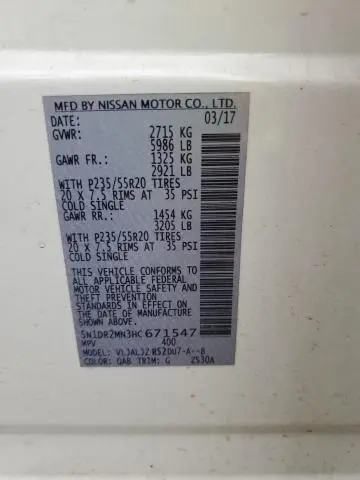 MFD BY NISSAN MOTOR CO., LTD.
DATE: 03/17
GVWR: 2715 KG
5986 LB
GAWR FR.: 1325 KG
2921 LB
WITH P235/55R20 TIRES
20 X 7.5 RIMS AT 35 PSI
COLD SINGLE
GAWR RR.: 1454 KG
3205 LB
WITH P235/55R20 TIRES
20 X 7.5 RIMS AT 35 PSI
COLD SINGLE
THIS VEHICLE CONFORMS TO
ALL APPLICABLE FEDERAL
MOTOR VEHICLE SAFETY AND
THEFT PREVENTION
STANDARDS IN EFFECT ON
THE DATE OF MANUFACTURE
SHOWN ABOVE.
5N1DR2MN3HC671547
MPV 400
MODEL: VLJALJZ R52DU7-A--B
COLOR: QAB TRIM: G ZS30A